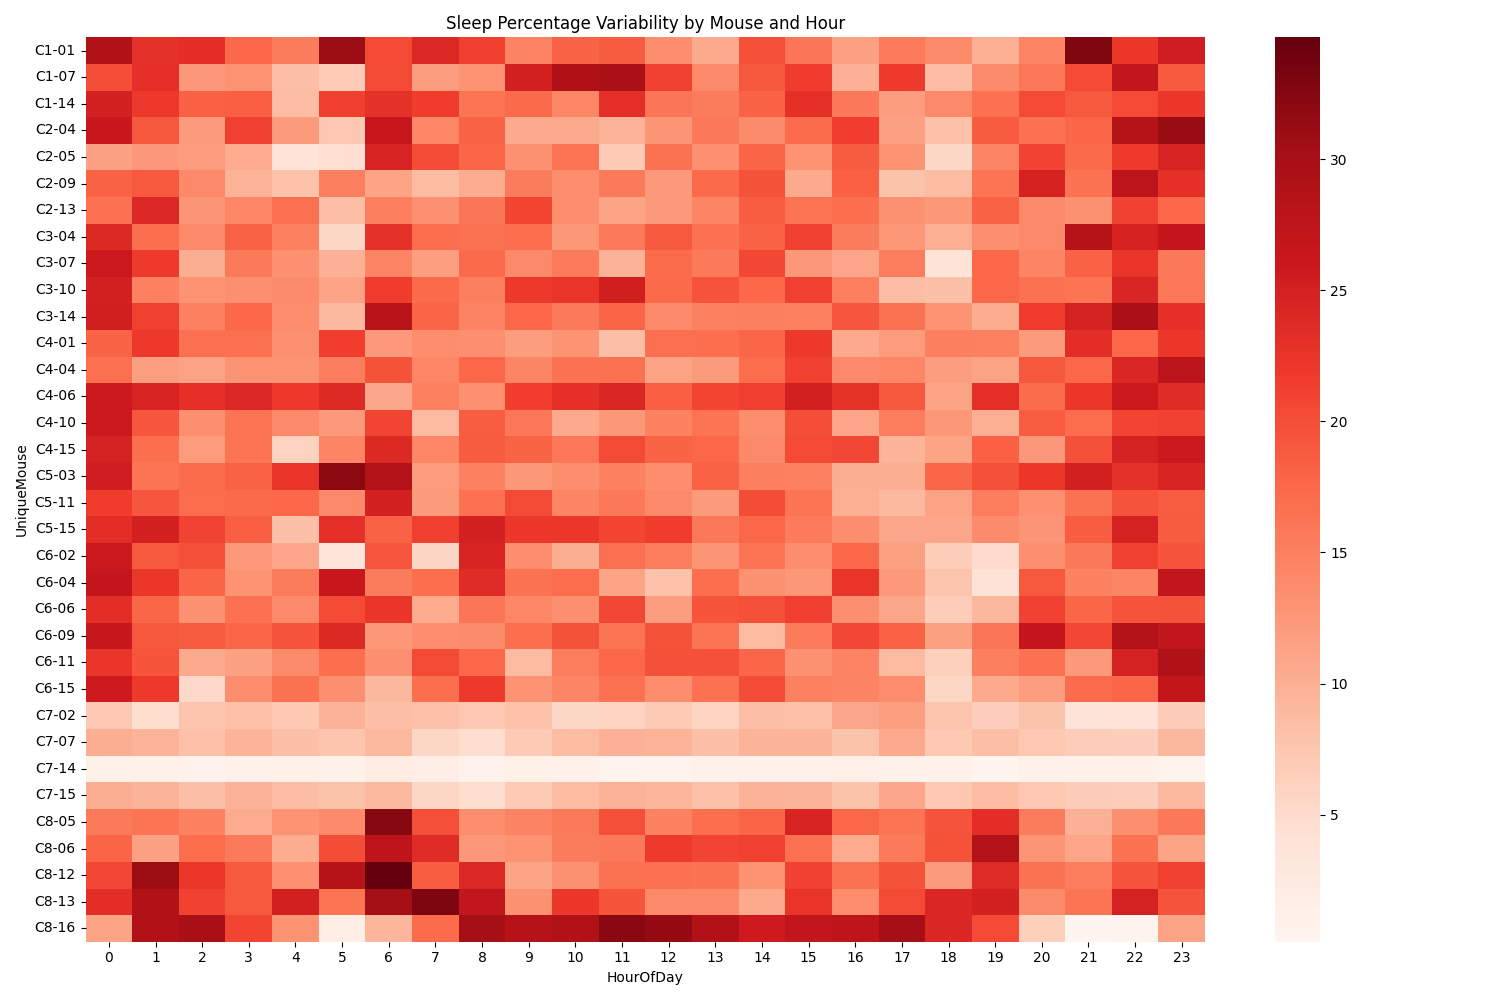 Sleep Percentage Variability by Mouse and Hour
UniqueMouse
C1-01
C1-07
C1-14
C2-04
C2-05
C2-09
C2-13
C3-04
C3-07
C3-10
C3-14
C4-01
C4-04
C4-06
C4-10
C4-15
C5-03
C5-11
C5-15
C6-02
C6-04
C6-06
C6-09
C6-11
C6-15
C7-02
C7-07
C7-14
C7-15
C8-05
C8-06
C8-12
C8-13
C8-16
0 1 2 3 4 5 6 7 8 9 10 11 12 13 14 15 16 17 18 19 20 21 22 23
HourOfDay
30
25
20
15
10
5